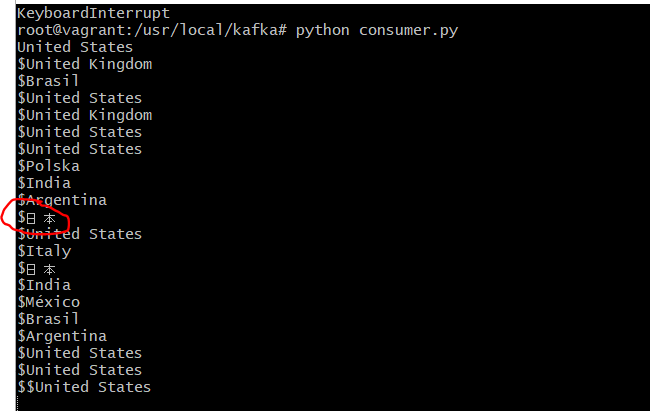 KeyboardInterrupt
root@vagrant:/usr/local/kafka# python consumer.py
United States
$United Kingdom
$Brasil
$United States
$United Kingdom
$United States
$United States
$Polska
$India
$Argentina
$日本
$United States
$Italy
$日本
$India
$México
$Brasil
$Argentina
$United States
$United States
$$United States